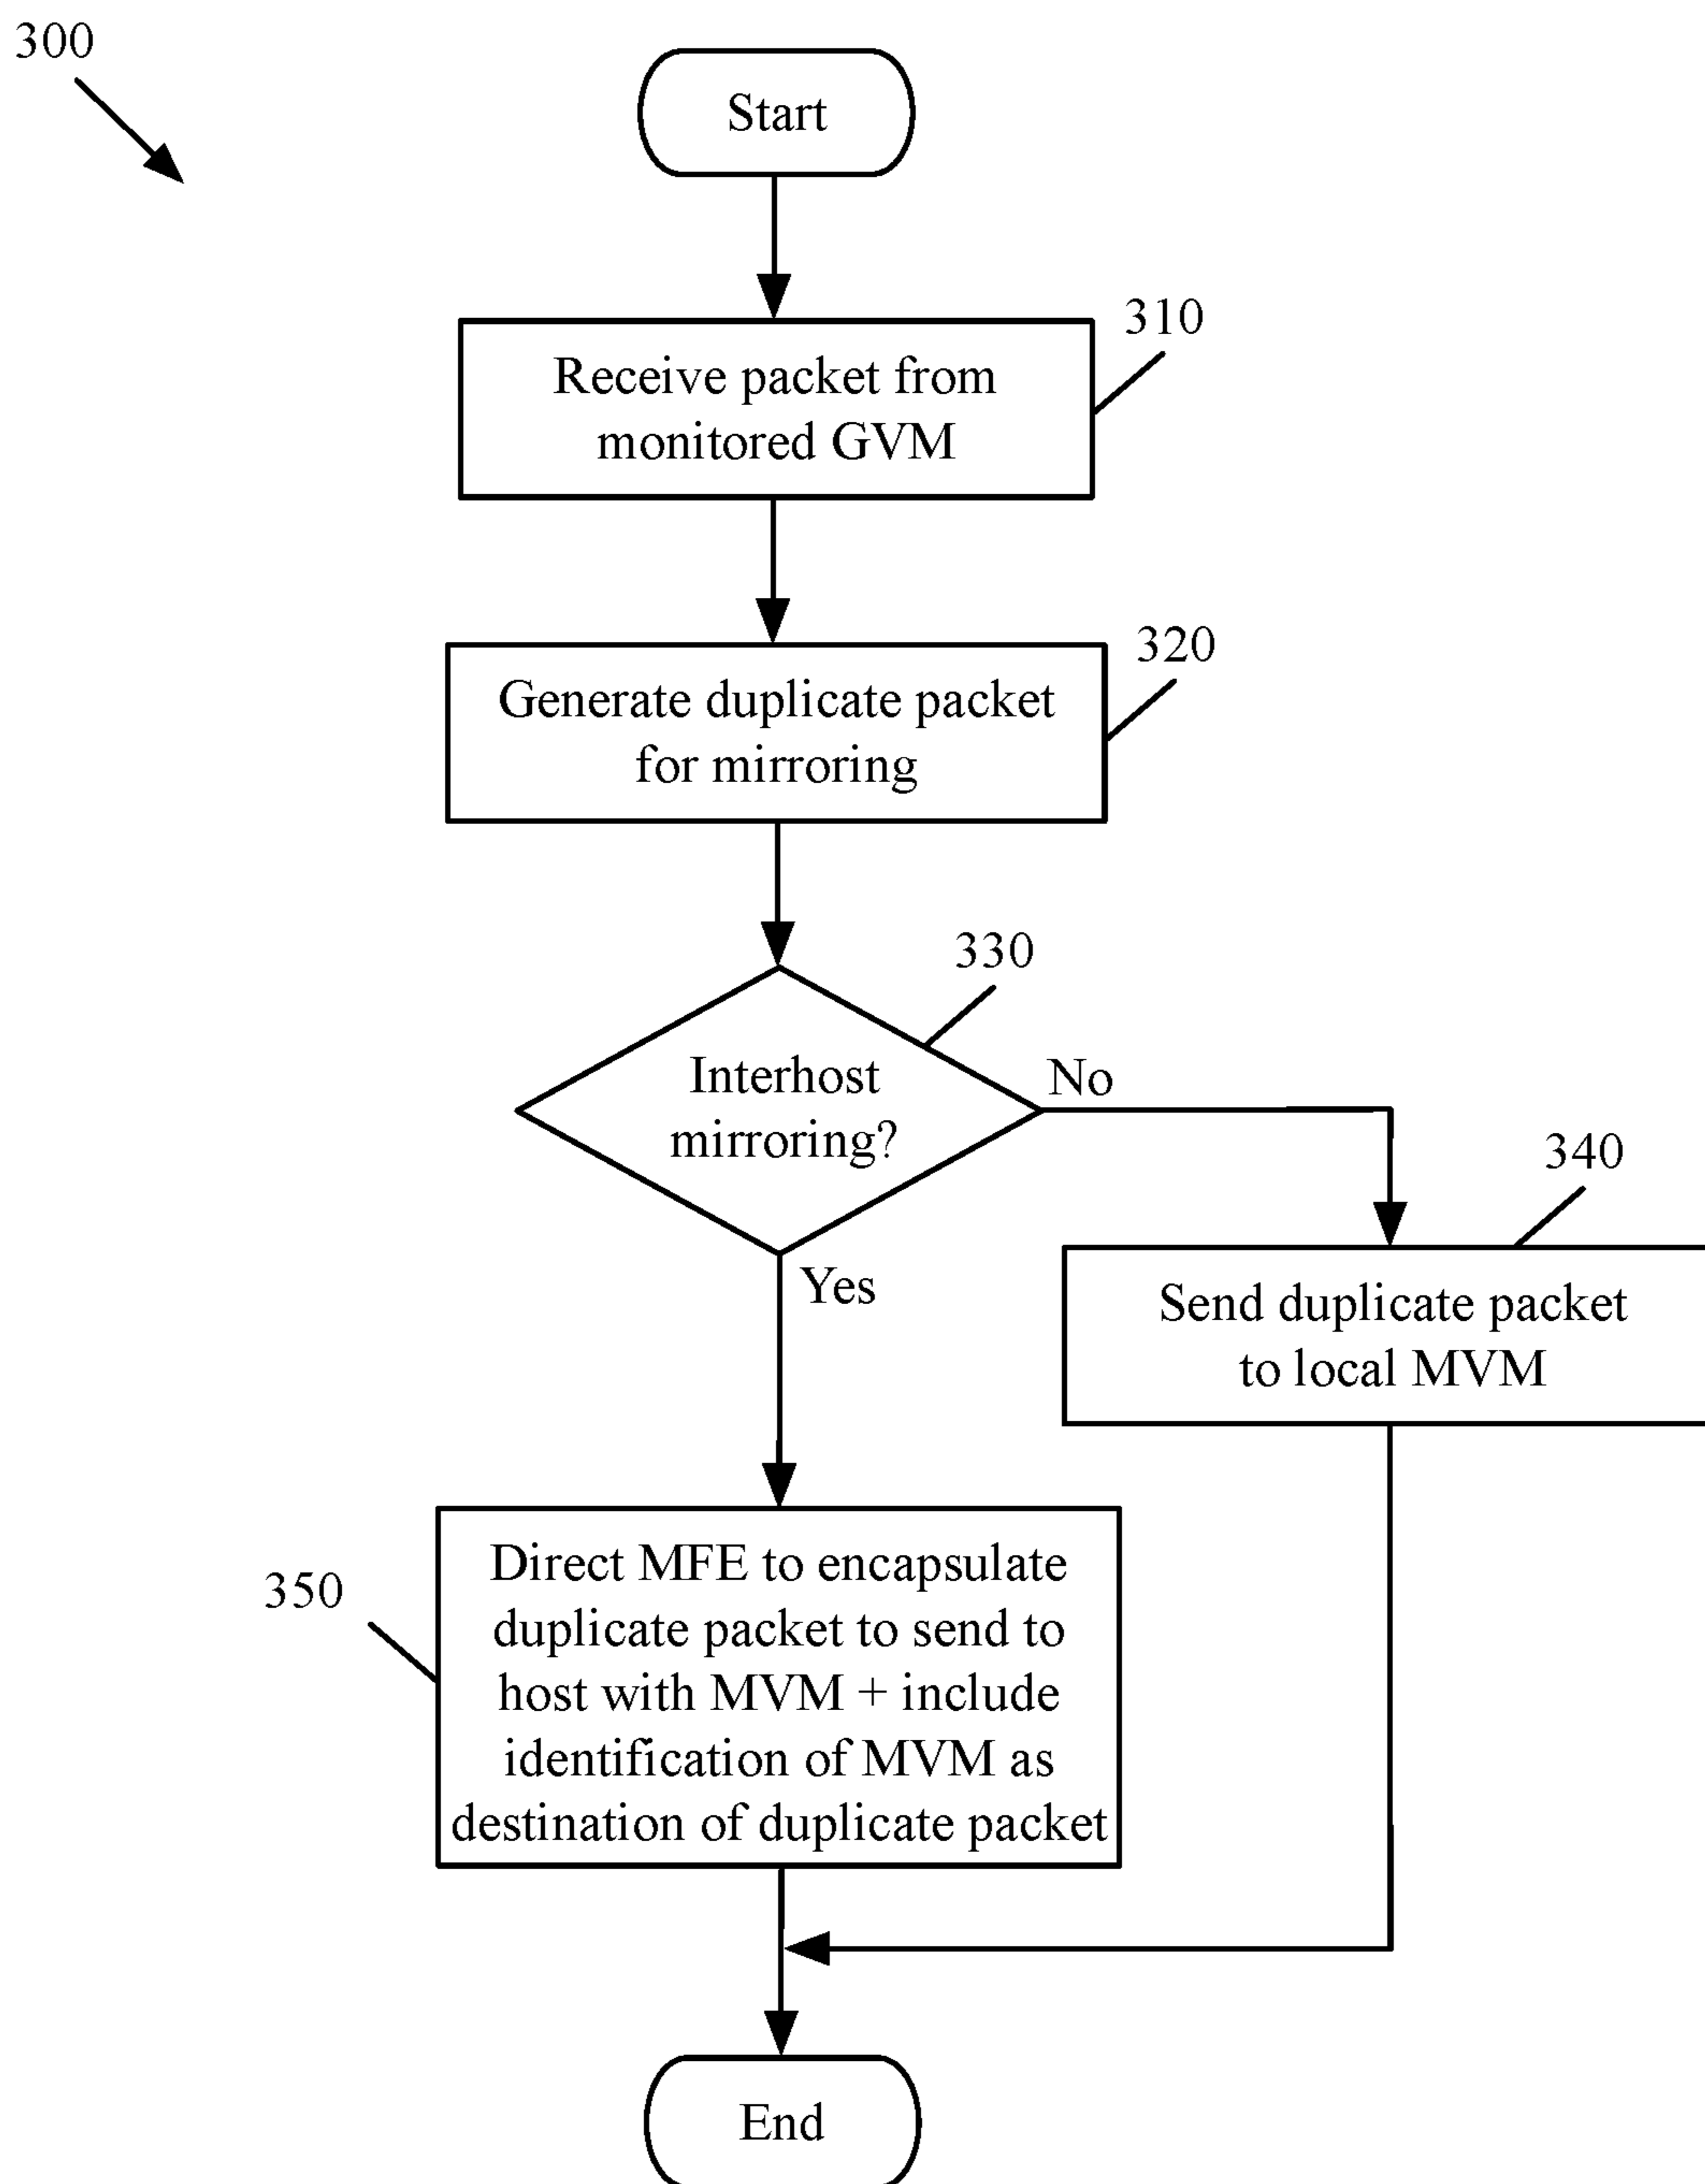 300
Start
310
Receive packet from
monitored GVM
320
Generate duplicate packet
for mirroring
330
Interhost
mirroring?
No
Yes
340
Send duplicate packet
to local MVM
350
Direct MFE to encapsulate
duplicate packet to send to
host with MVM + include
identification of MVM as
destination of duplicate packet
End